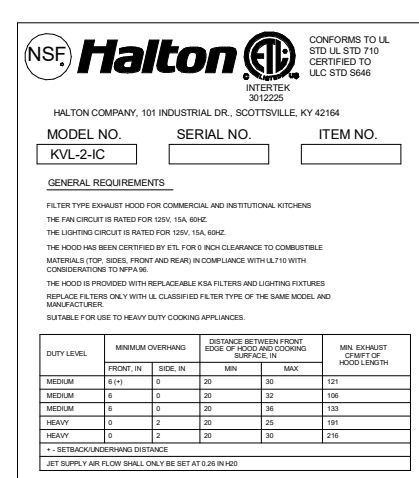 NSF.
Halton
ETL
C LISTED US
INTERTEK
3012225
CONFORMS TO UL
STD UL STD 710
CERTIFIED TO
ULC STD S646
HALTON COMPANY, 101 INDUSTRIAL DR., SCOTTSVILLE, KY 42164
MODEL NO. SERIAL NO. ITEM NO.
KVL-2-IC
GENERAL REQUIREMENTS
FILTER TYPE EXHAUST HOOD FOR COMMERCIAL AND INSTITUTIONAL KITCHENS
THE FAN CIRCUIT IS RATED FOR 125V, 15A, 60HZ.
THE LIGHTING CIRCUIT IS RATED FOR 125V, 15A, 60HZ.
THE HOOD HAS BEEN CERTIFIED BY ETL FOR 0 INCH CLEARANCE TO COMBUSTIBLE
MATERIALS (TOP, SIDES, FRONT AND REAR) IN COMPLIANCE WITH UL710 WITH
CONSIDERATIONS TO NFPA 96.
THE HOOD IS PROVIDED WITH REPLACEABLE KSA FILTERS AND LIGHTING FIXTURES
REPLACE FILTERS ONLY WITH UL CLASSIFIED FILTER TYPE OF THE SAME MODEL AND
MANUFACTURER.
SUITABLE FOR USE TO HEAVY DUTY COOKING APPLIANCES.
DUTY LEVEL MINIMUM OVERHANG DISTANCE BETWEEN FRONT EDGE OF HOOD AND COOKING SURFACE, IN MIN. EXHAUST CFM/FT OF HOOD LENGTH
FRONT, IN SIDE, IN MIN MAX
MEDIUM 6 (+) 0 20 30 121
MEDIUM 6 0 20 32 106
MEDIUM 6 0 20 36 133
HEAVY 0 2 20 25 191
HEAVY 0 2 20 30 216
+ - SETBACK/UNDERHANG DISTANCE
JET SUPPLY AIR FLOW SHALL ONLY BE SET AT 0.26 IN H20